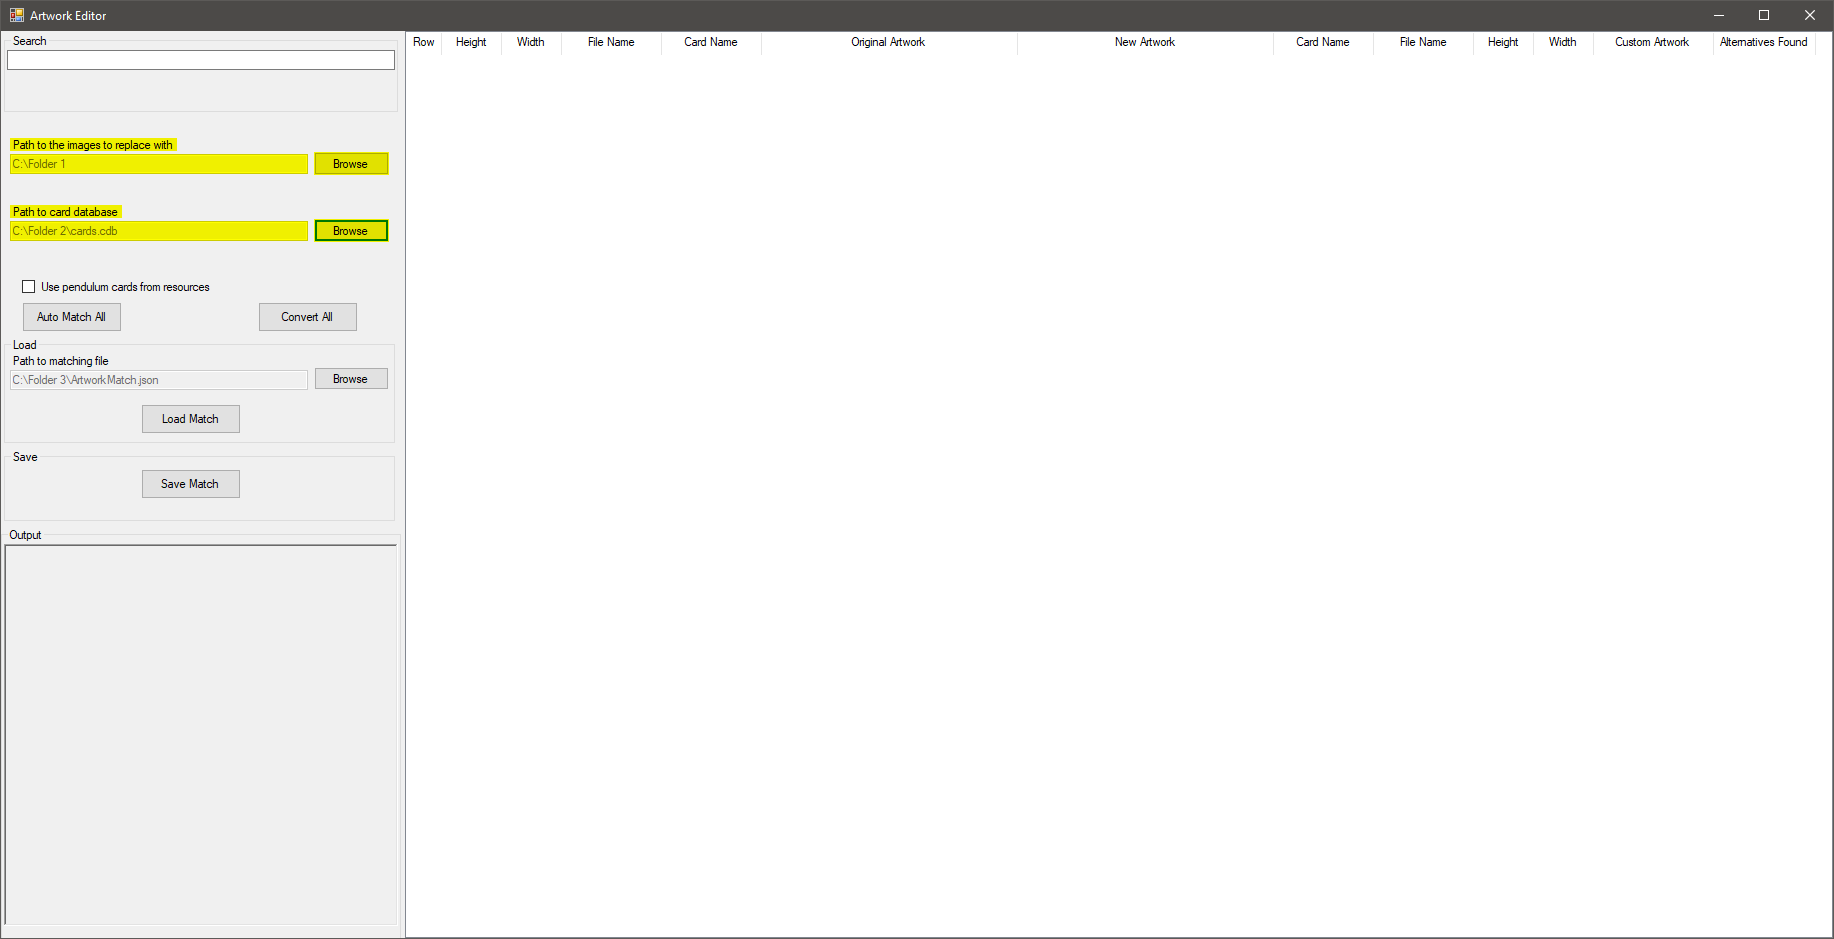 Artwork Editor
Search
Path to the images to replace with
C:\Folder 1
Browse
Path to card database
C:\Folder 2\cards.cdb
Browse
Use pendulum cards from resources
Auto Match All
Convert All
Load
Path to matching file
C:\Folder 3\ArtworkMatch.json
Browse
Load Match
Save
Save Match
Output
Row Height Width File Name Card Name Original Artwork New Artwork Card Name File Name Height Width Custom Artwork Alternatives Found